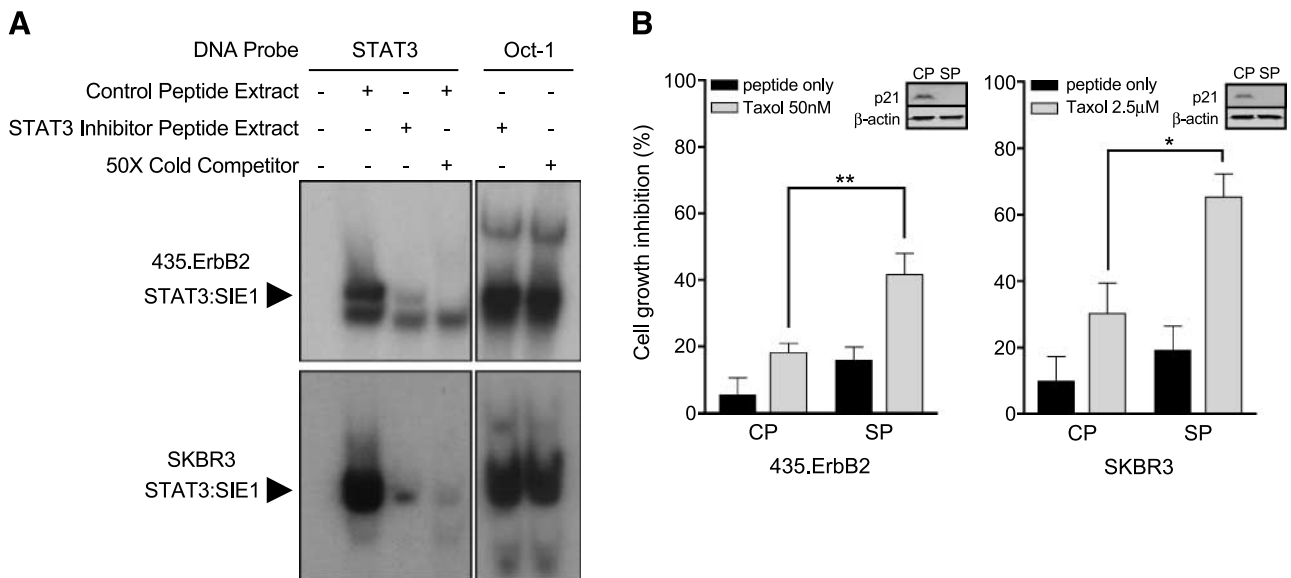 A
DNA Probe STAT3 Oct-1
Control Peptide Extract - + - + - -
STAT3 Inhibitor Peptide Extract - - + - + -
50X Cold Competitor - - - + - +
435.ErbB2
STAT3:SIE1
SKBR3
STAT3:SIE1
B
Cell growth inhibition (%)
100
80
60
40
20
0
peptide only
Taxol 50nM
CP SP
p21
β-actin
**
CP SP
435.ErbB2
100
80
60
40
20
0
peptide only
Taxol 2.5μM
CP SP
p21
β-actin
*
CP SP
SKBR3